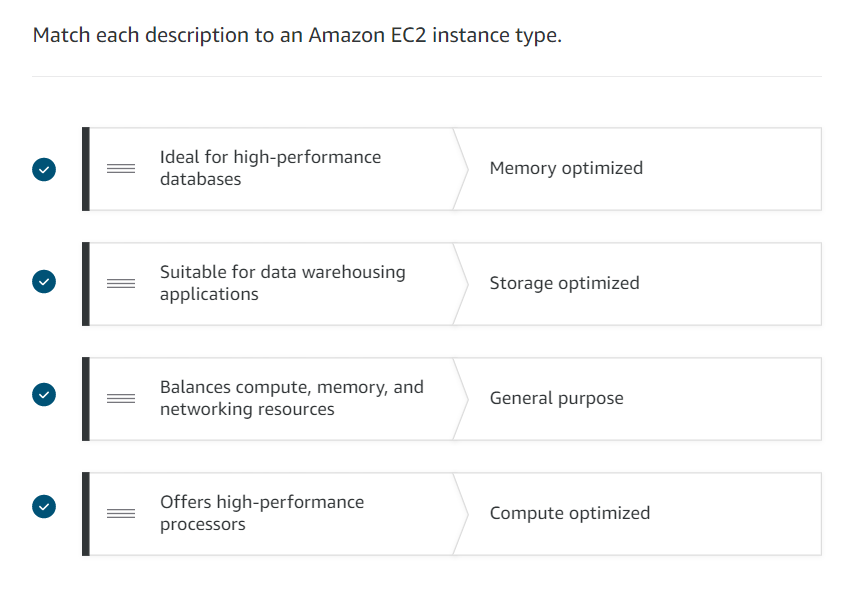 Match each description to an Amazon EC2 instance type.
Ideal for high-performance
databases
Memory optimized
Suitable for data warehousing
applications
Storage optimized
Balances compute, memory, and
networking resources
General purpose
Offers high-performance
processors
Compute optimized